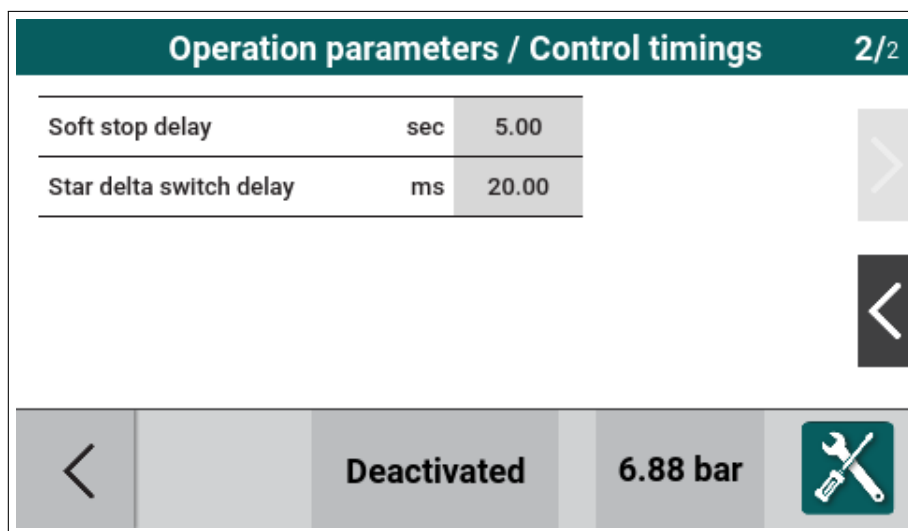 Operation parameters / Control timings 2/2
Soft stop delay sec 5.00
Star delta switch delay ms 20.00
Deactivated 6.88 bar